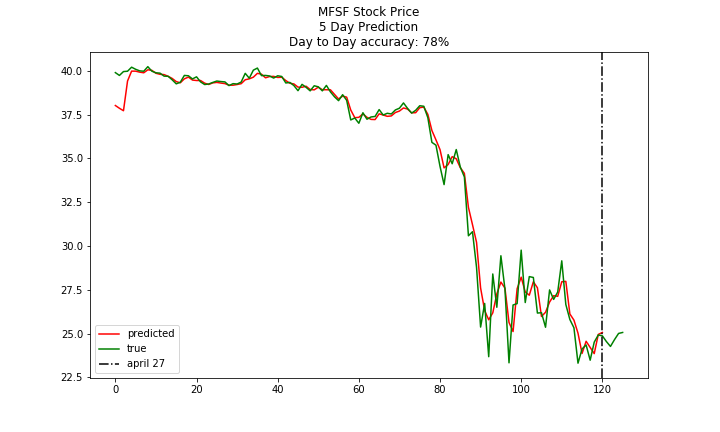 MFSF Stock Price
5 Day Prediction
Day to Day accuracy: 78%
40.0
37.5
35.0
32.5
30.0
27.5
25.0
22.5
predicted
true
april 27
0 20 40 60 80 100 120